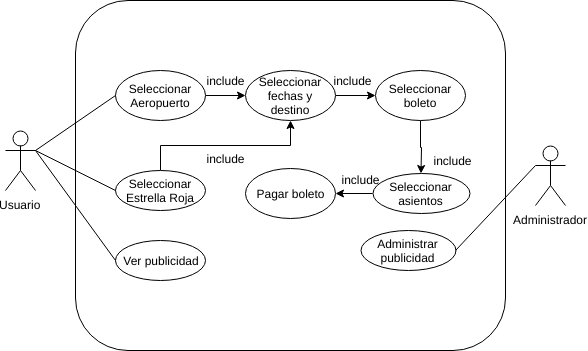 Seleccionar
Aeropuerto
include
Seleccionar
fechas y
destino
include
Seleccionar
boleto
include
include
Usuario
Seleccionar
Estrella Roja
Pagar boleto
include
Seleccionar
asientos
Administrador
Ver publicidad
Administrar
publicidad